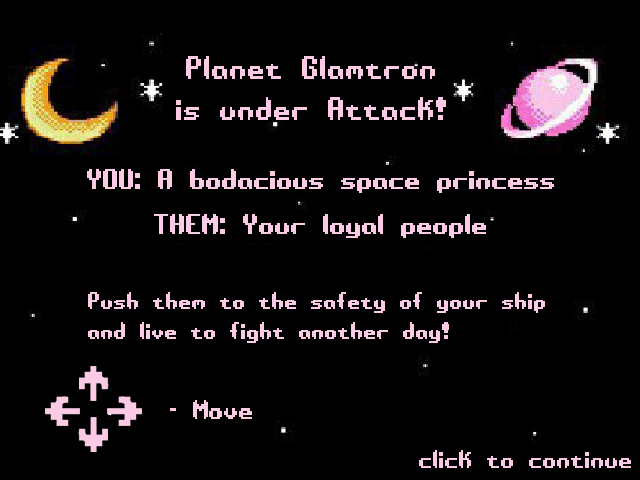 Planet Glamtron
is under Attack!
YOU: A bodacious space princess
THEM: Your loyal people
Push them to the safety of your ship
and live to fight another day!
- Move
click to continue